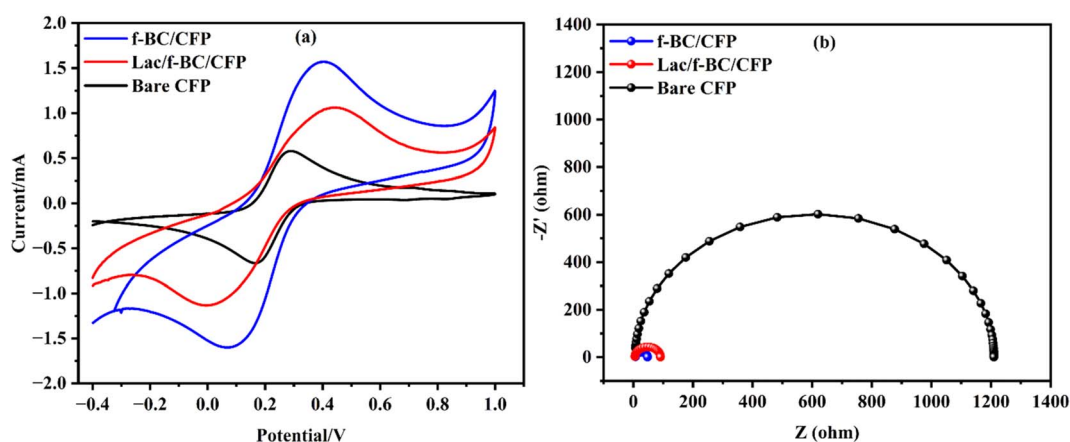 (a)
f-BC/CFP
Lac/f-BC/CFP
Bare CFP
2.0
1.5
1.0
0.5
0.0
−0.5
−1.0
−1.5
−2.0
Current/mA
−0.4
−0.2
0.0
0.2
0.4
0.6
0.8
1.0
Potential/V
(b)
f-BC/CFP
Lac/f-BC/CFP
Bare CFP
1400
1200
1000
800
600
400
200
0
-Z' (ohm)
0
200
400
600
800
1000
1200
1400
Z (ohm)